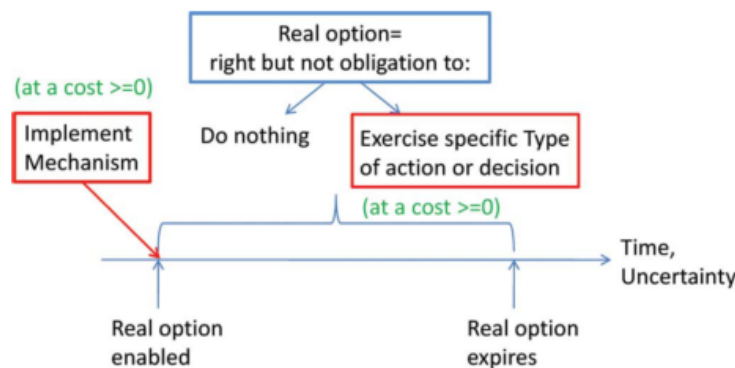 Real option=
right but not obligation to:
(at a cost >=0)
Implement
Mechanism
Do nothing
Exercise specific Type
of action or decision
(at a cost >=0)
Time,
Uncertainty
Real option
enabled
Real option
expires